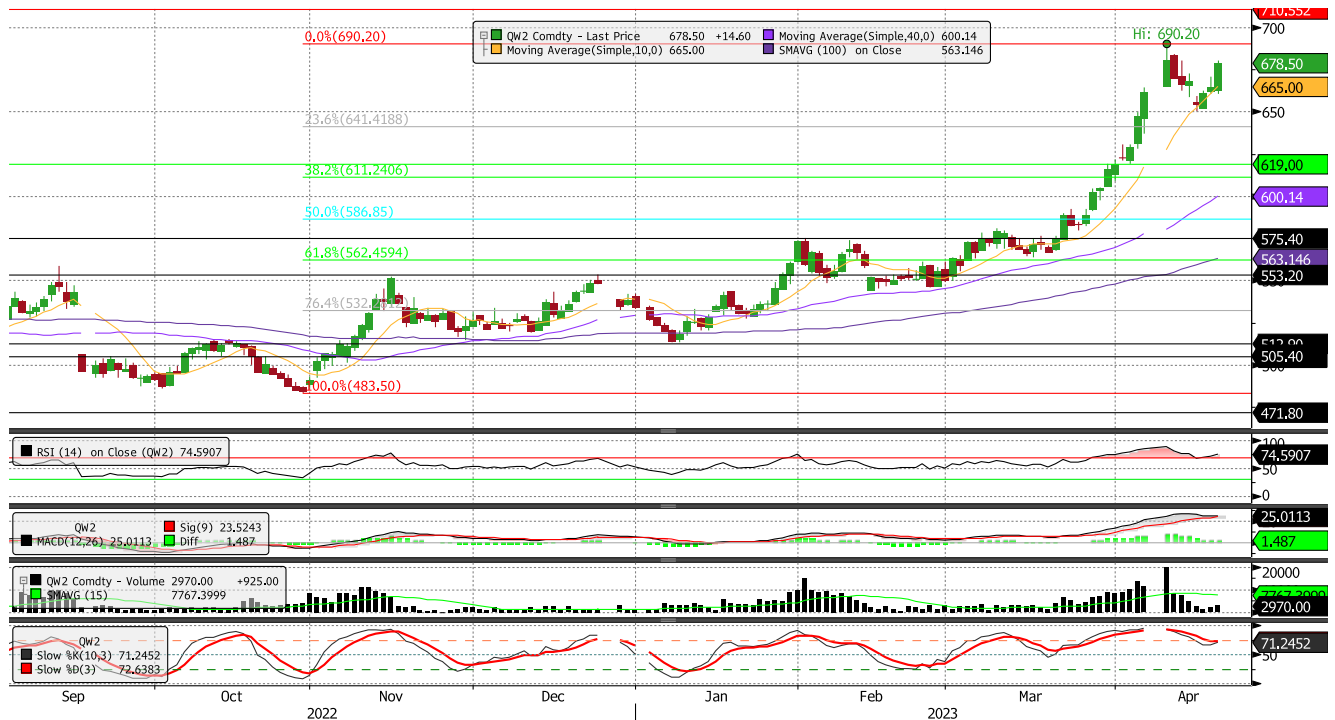 710.552
700
QW2 Comdty - Last Price 678.50 +14.60 Moving Average(Simple,40,0) 600.14
Moving Average(Simple,10,0) 665.00 SMAVG (100) on Close 563.146
Hi: 690.20
0.0%(690.20)
678.50
665.00
650
23.6%(641.4188)
619.00
38.2%(611.2406)
600.14
50.0%(586.85)
575.40
61.8%(562.4594)
563.146
553.20
505.40
100.0%(483.50)
471.80
RSI (14) on Close (QW2) 74.5907
100
74.5907
50
0
QW2 Sig(9) 23.5243
MACD(12,26) 25.0113 Diff 1.487
25.0113
1.487
QW2 Comdty - Volume 2970.00 +925.00
SMAVG (15) 7767.3999
20000
2970.00
QW2
Slow %K(10,3) 71.2452
Slow %D(3) 72.6383
71.2452
50
Sep Oct Nov Dec Jan Feb Mar Apr
2022 2023